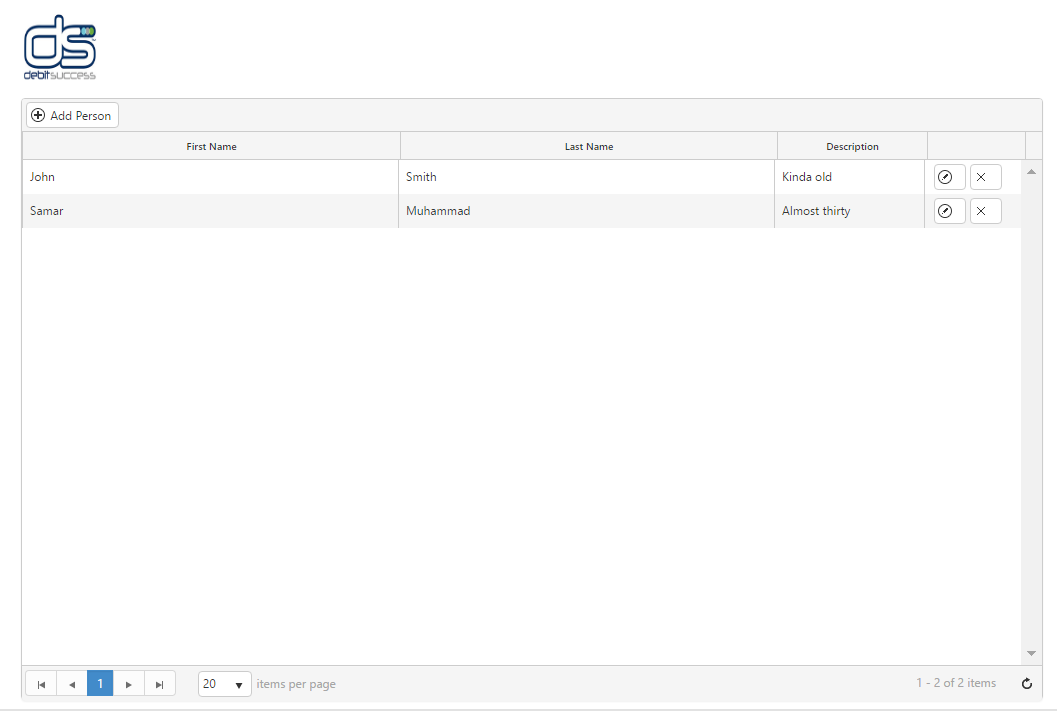 ds
debitsuccess
Add Person
First Name Last Name Description
John Smith Kinda old
Samar Muhammad Almost thirty
1 20 items per page 1 - 2 of 2 items